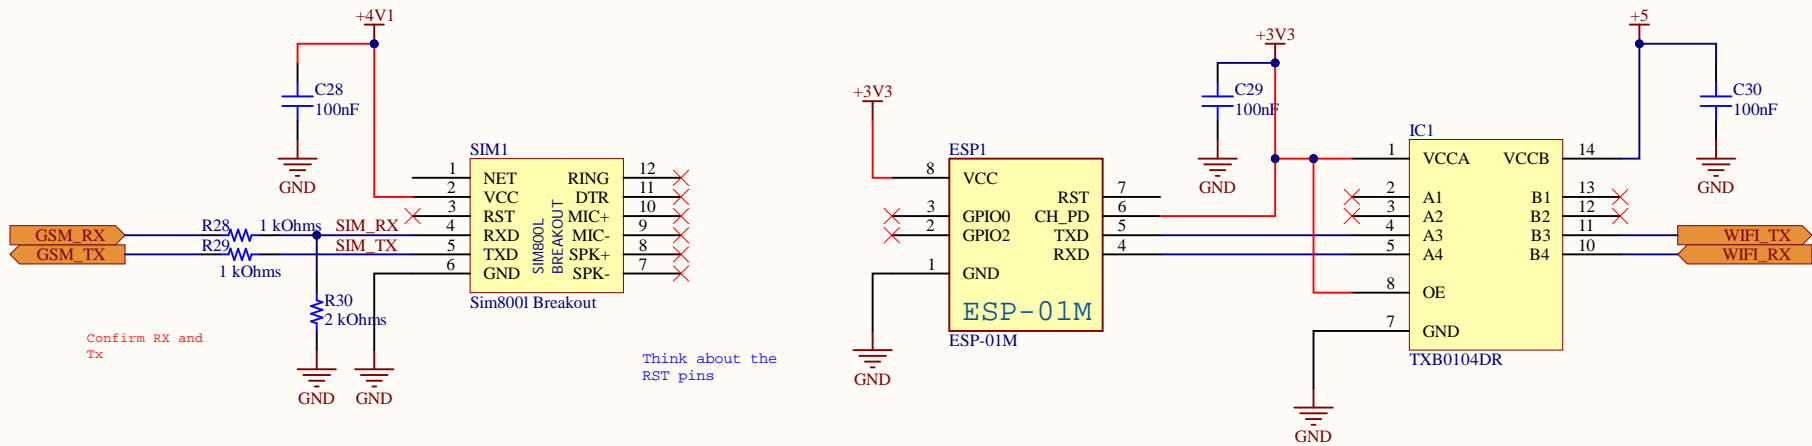 +4V1
C28
100nF
GND
SIM1
1 NET RING 12
2 VCC DTR 11
3 RST MIC+ 10
4 RXD MIC- 9
5 TXD SPK+ 8
6 GND SPK- 7
SIM800L
BREAKOUT
Sim800l Breakout
GSM_RX
R28
1 kOhms
SIM_RX
GSM_TX
R29
1 kOhms
SIM_TX
R30
2 kOhms
GND
GND
Confirm RX and
Tx
Think about the
RST pins
+3V3
ESP1
8 VCC
RST 7
3 GPIO0 CH_PD 6
2 GPIO2 TXD 5
RXD 4
1 GND
ESP-01M
ESP-01M
GND
+3V3
C29
100nF
GND
IC1
1 VCCA VCCB 14
2 A1 B1 13
3 A2 B2 12
4 A3 B3 11
5 A4 B4 10
8 OE
7 GND
TXB0104DR
GND
+5
C30
100nF
GND
WIFI_TX
WIFI_RX